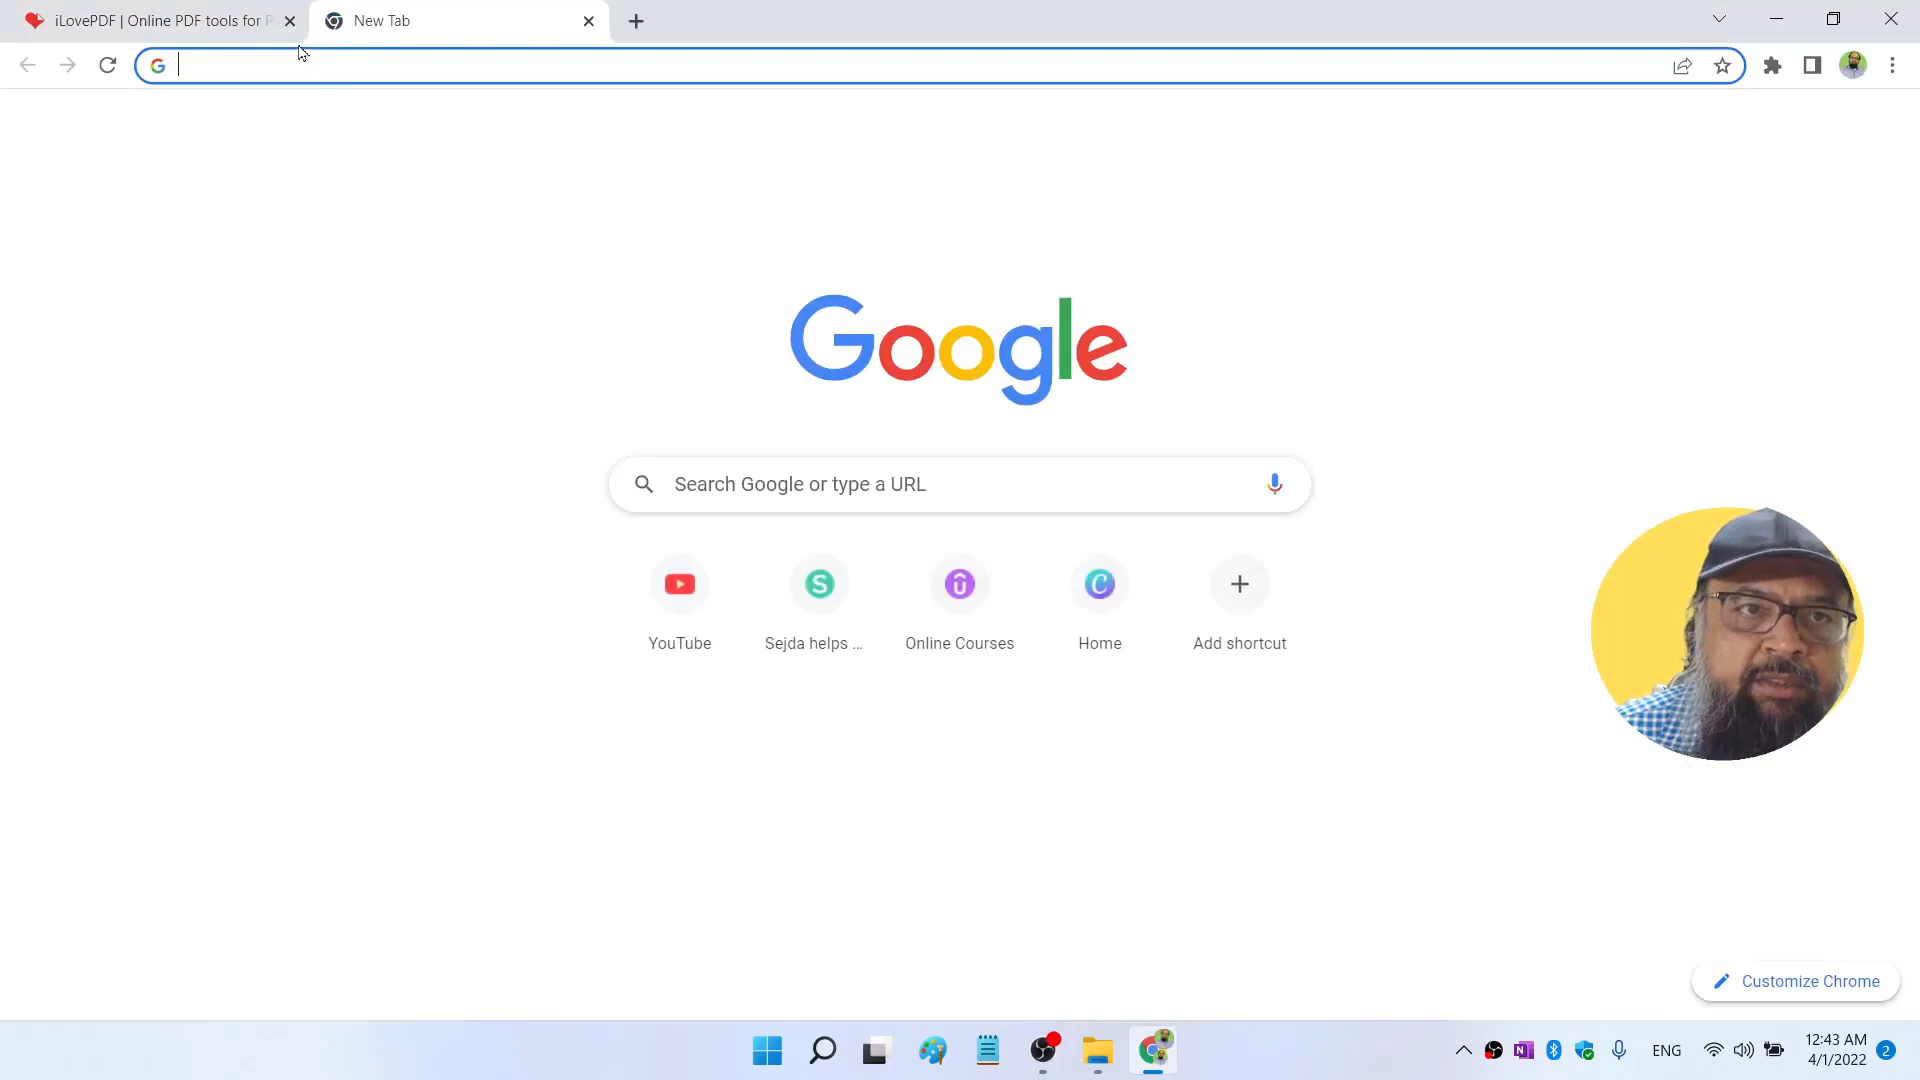 iLovePDF | Online PDF tools for P
New Tab
Google
Search Google or type a URL
YouTube
Sejda helps ...
Online Courses
Home
Add shortcut
Customize Chrome
ENG
12:43 AM
4/1/2022
2